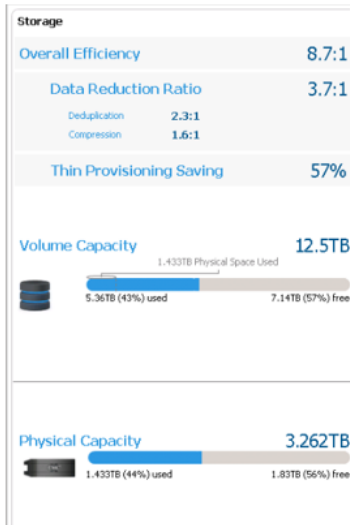 Storage
Overall Efficiency 8.7:1
Data Reduction Ratio 3.7:1
Deduplication 2.3:1
Compression 1.6:1
Thin Provisioning Saving 57%
Volume Capacity 12.5TB
1.433TB Physical Space Used
5.36TB (43%) used 7.14TB (57%) free
Physical Capacity 3.262TB
1.433TB (44%) used 1.83TB (56%) free